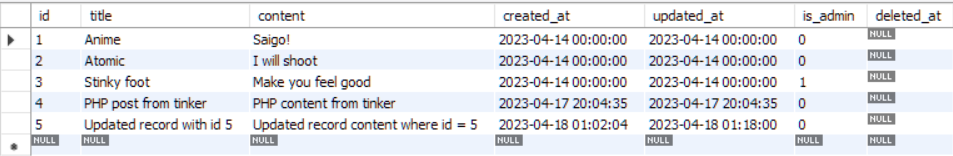 id title content created_at updated_at is_admin deleted_at
1 Anime Saigo! 2023-04-14 00:00:00 2023-04-14 00:00:00 0 NULL
2 Atomic I will shoot 2023-04-14 00:00:00 2023-04-14 00:00:00 0 NULL
3 Stinky foot Make you feel good 2023-04-14 00:00:00 2023-04-14 00:00:00 1 NULL
4 PHP post from tinker PHP content from tinker 2023-04-17 20:04:35 2023-04-17 20:04:35 0 NULL
5 Updated record with id 5 Updated record content where id = 5 2023-04-18 01:02:04 2023-04-18 01:18:00 0 NULL
NULL NULL NULL NULL NULL NULL NULL